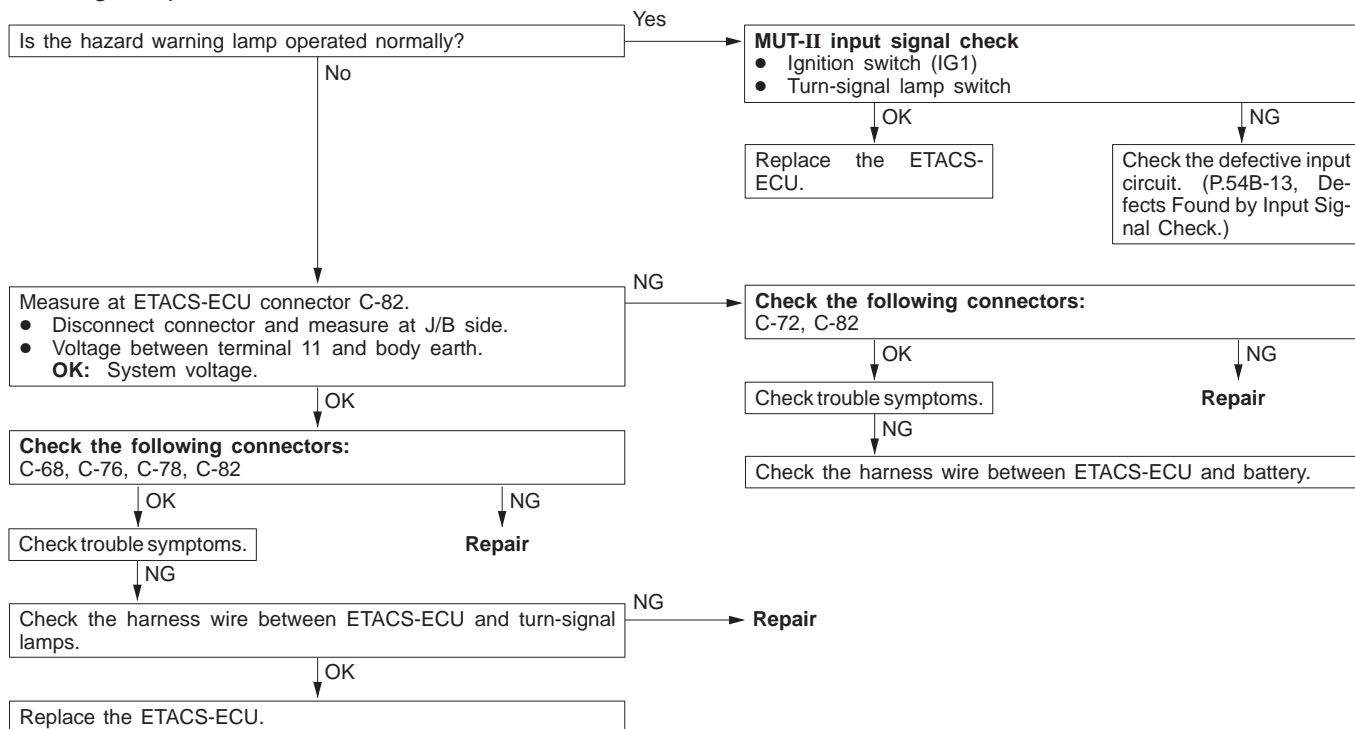 Yes
Is the hazard warning lamp operated normally?
No
MUT-II input signal check
● Ignition switch (IG1)
● Turn-signal lamp switch
OK
NG
Replace the ETACS-
ECU.
Check the defective input
circuit. (P.54B-13, De-
fects Found by Input Sig-
nal Check.)
Measure at ETACS-ECU connector C-82.
● Disconnect connector and measure at J/B side.
● Voltage between terminal 11 and body earth.
OK: System voltage.
NG
Check the following connectors:
C-72, C-82
OK
NG
Check trouble symptoms.
Repair
NG
Check the harness wire between ETACS-ECU and battery.
OK
Check the following connectors:
C-68, C-76, C-78, C-82
OK
NG
Check trouble symptoms.
Repair
NG
Check the harness wire between ETACS-ECU and turn-signal
lamps.
NG
Repair
OK
Replace the ETACS-ECU.